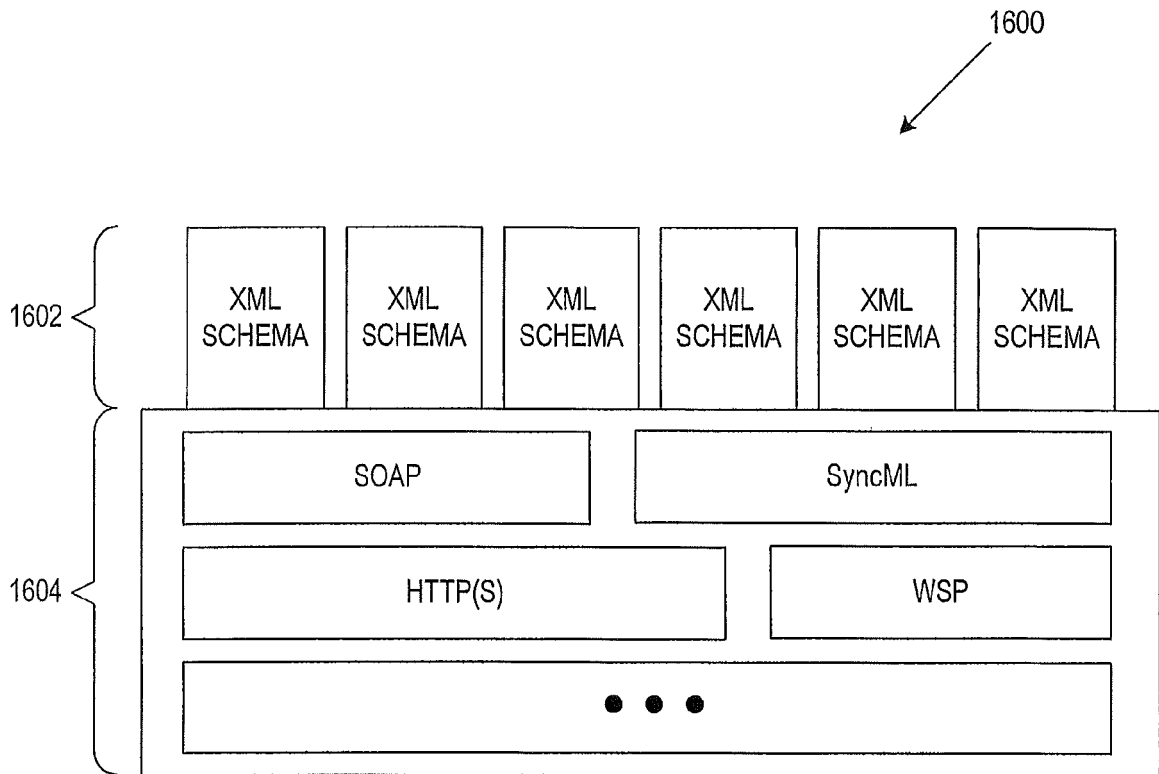 1600
1602
XML
SCHEMA
XML
SCHEMA
XML
SCHEMA
XML
SCHEMA
XML
SCHEMA
XML
SCHEMA
1604
SOAP
SyncML
HTTP(S)
WSP
● ● ●